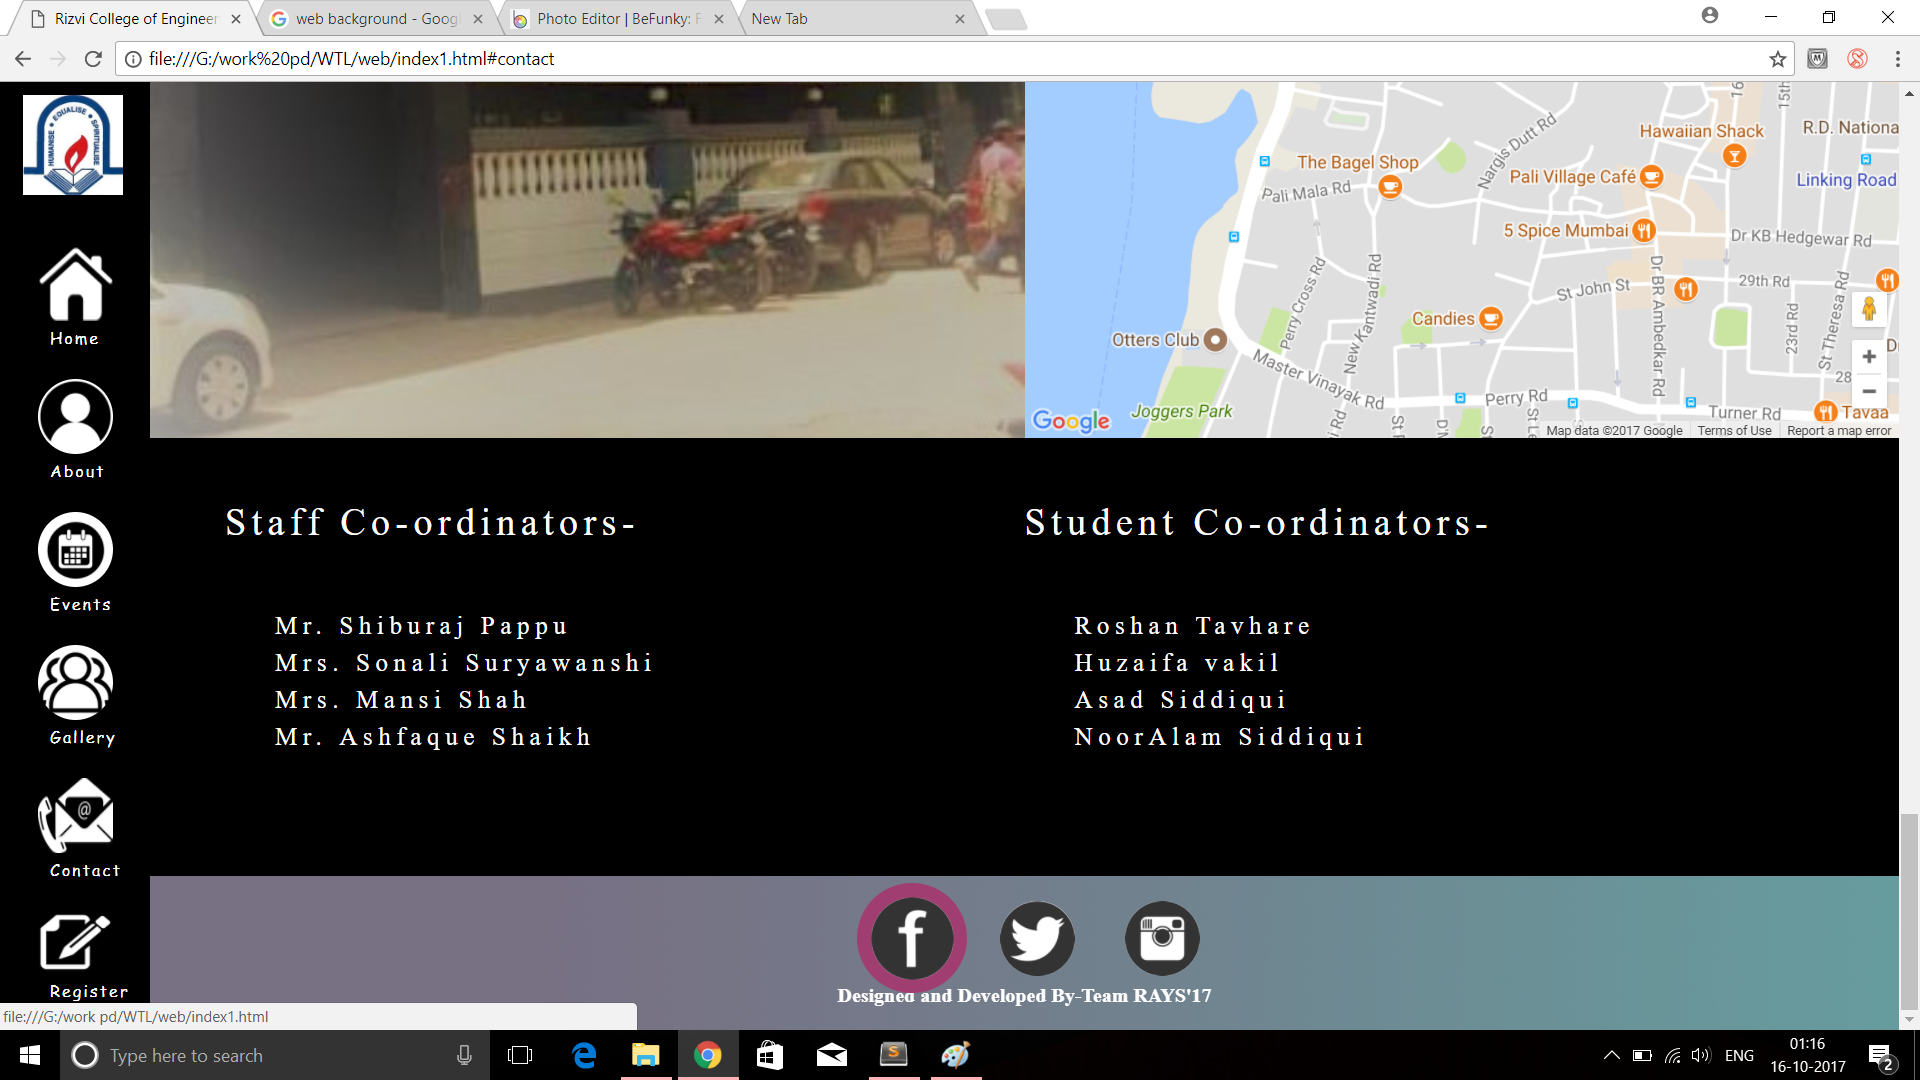 Rizvi College of Engineer
web background - Goog
Photo Editor | BeFunky: F
New Tab
file:///G:/work%20pd/WTL/web/index1.html#contact
HUMANISE • EQUALISE • SPIRITUALISE
Home
About
Events
Gallery
Contact
Register
The Bagel Shop
Pali Mala Rd
Nargis Dutt Rd
Hawaiian Shack
16
15th
R.D. Nationa
Pali Village Café
Linking Road
5 Spice Mumbai
Dr KB Hedgewar Rd
Perry Cross Rd
New Kantwadi Rd
St John St
Dr BR Ambedkar Rd
29th Rd
23rd Rd
St Theresa Rd
Candies
Otters Club
Master Vinayak Rd
28
Perry Rd
Turner Rd
Tavaa
Joggers Park
Google
Map data ©2017 Google
Terms of Use
Report a map error
Staff Co-ordinators-
Mr. Shiburaj Pappu
Mrs. Sonali Suryawanshi
Mrs. Mansi Shah
Mr. Ashfaque Shaikh
Student Co-ordinators-
Roshan Tavhare
Huzaifa vakil
Asad Siddiqui
NoorAlam Siddiqui
Designed and Developed By-Team RAYS'17
file:///G:/work pd/WTL/web/index1.html
Type here to search
ENG
01:16
16-10-2017
2